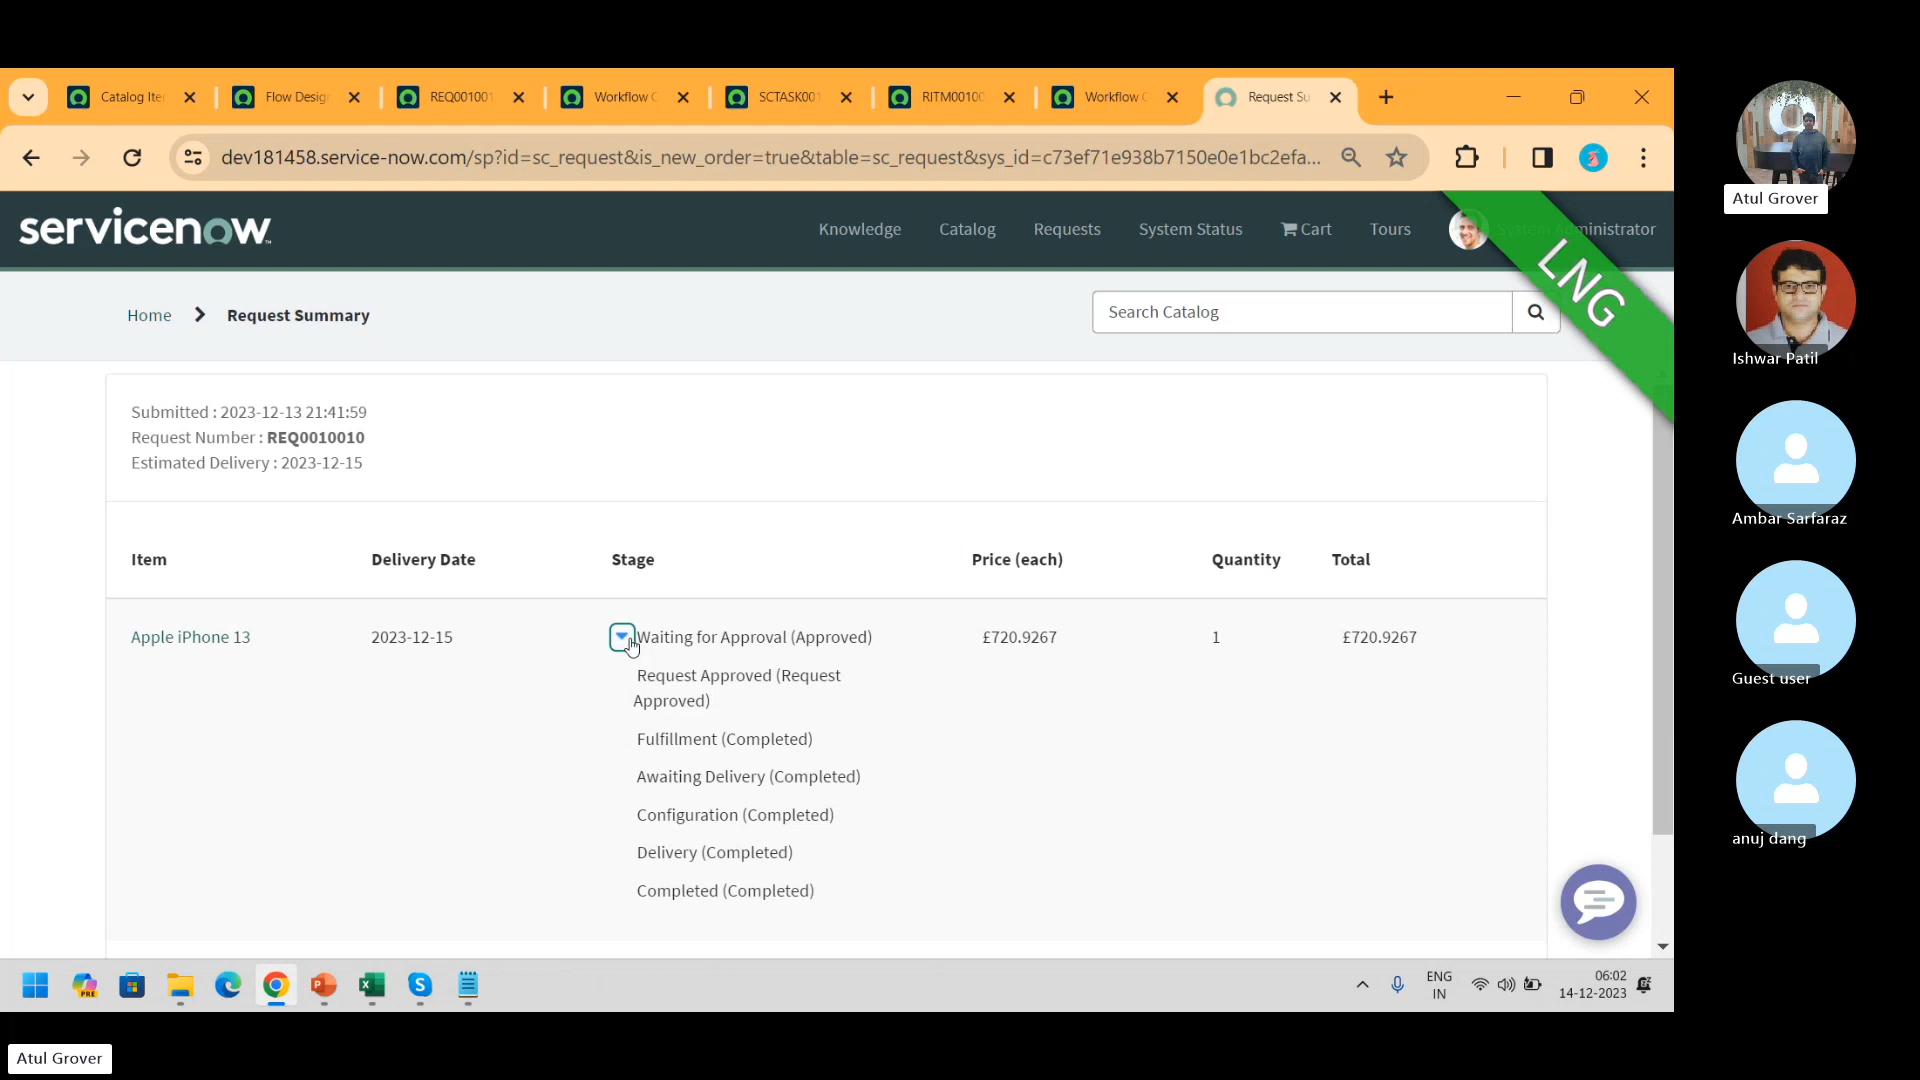 Catalog Ite
Flow Desig
REQ001001
Workflow C
SCTASK001
RITM00100
Workflow C
Request Su
dev181458.service-now.com/sp?id=sc_request&is_new_order=true&table=sc_request&sys_id=c73ef71e938b7150e0e1bc2efa...
servicenow
Knowledge
Catalog
Requests
System Status
Cart
Tours
System Administrator
LNG
Home
Request Summary
Search Catalog
Submitted : 2023-12-13 21:41:59
Request Number : REQ0010010
Estimated Delivery : 2023-12-15
Item Delivery Date Stage Price (each) Quantity Total
Apple iPhone 13 2023-12-15 Waiting for Approval (Approved) £720.9267 1 £720.9267
Request Approved (Request
Approved)
Fulfillment (Completed)
Awaiting Delivery (Completed)
Configuration (Completed)
Delivery (Completed)
Completed (Completed)
PRE
ENG
IN
06:02
14-12-2023
Atul Grover
Ishwar Patil
Ambar Sarfaraz
Guest user
anuj dang
Atul Grover